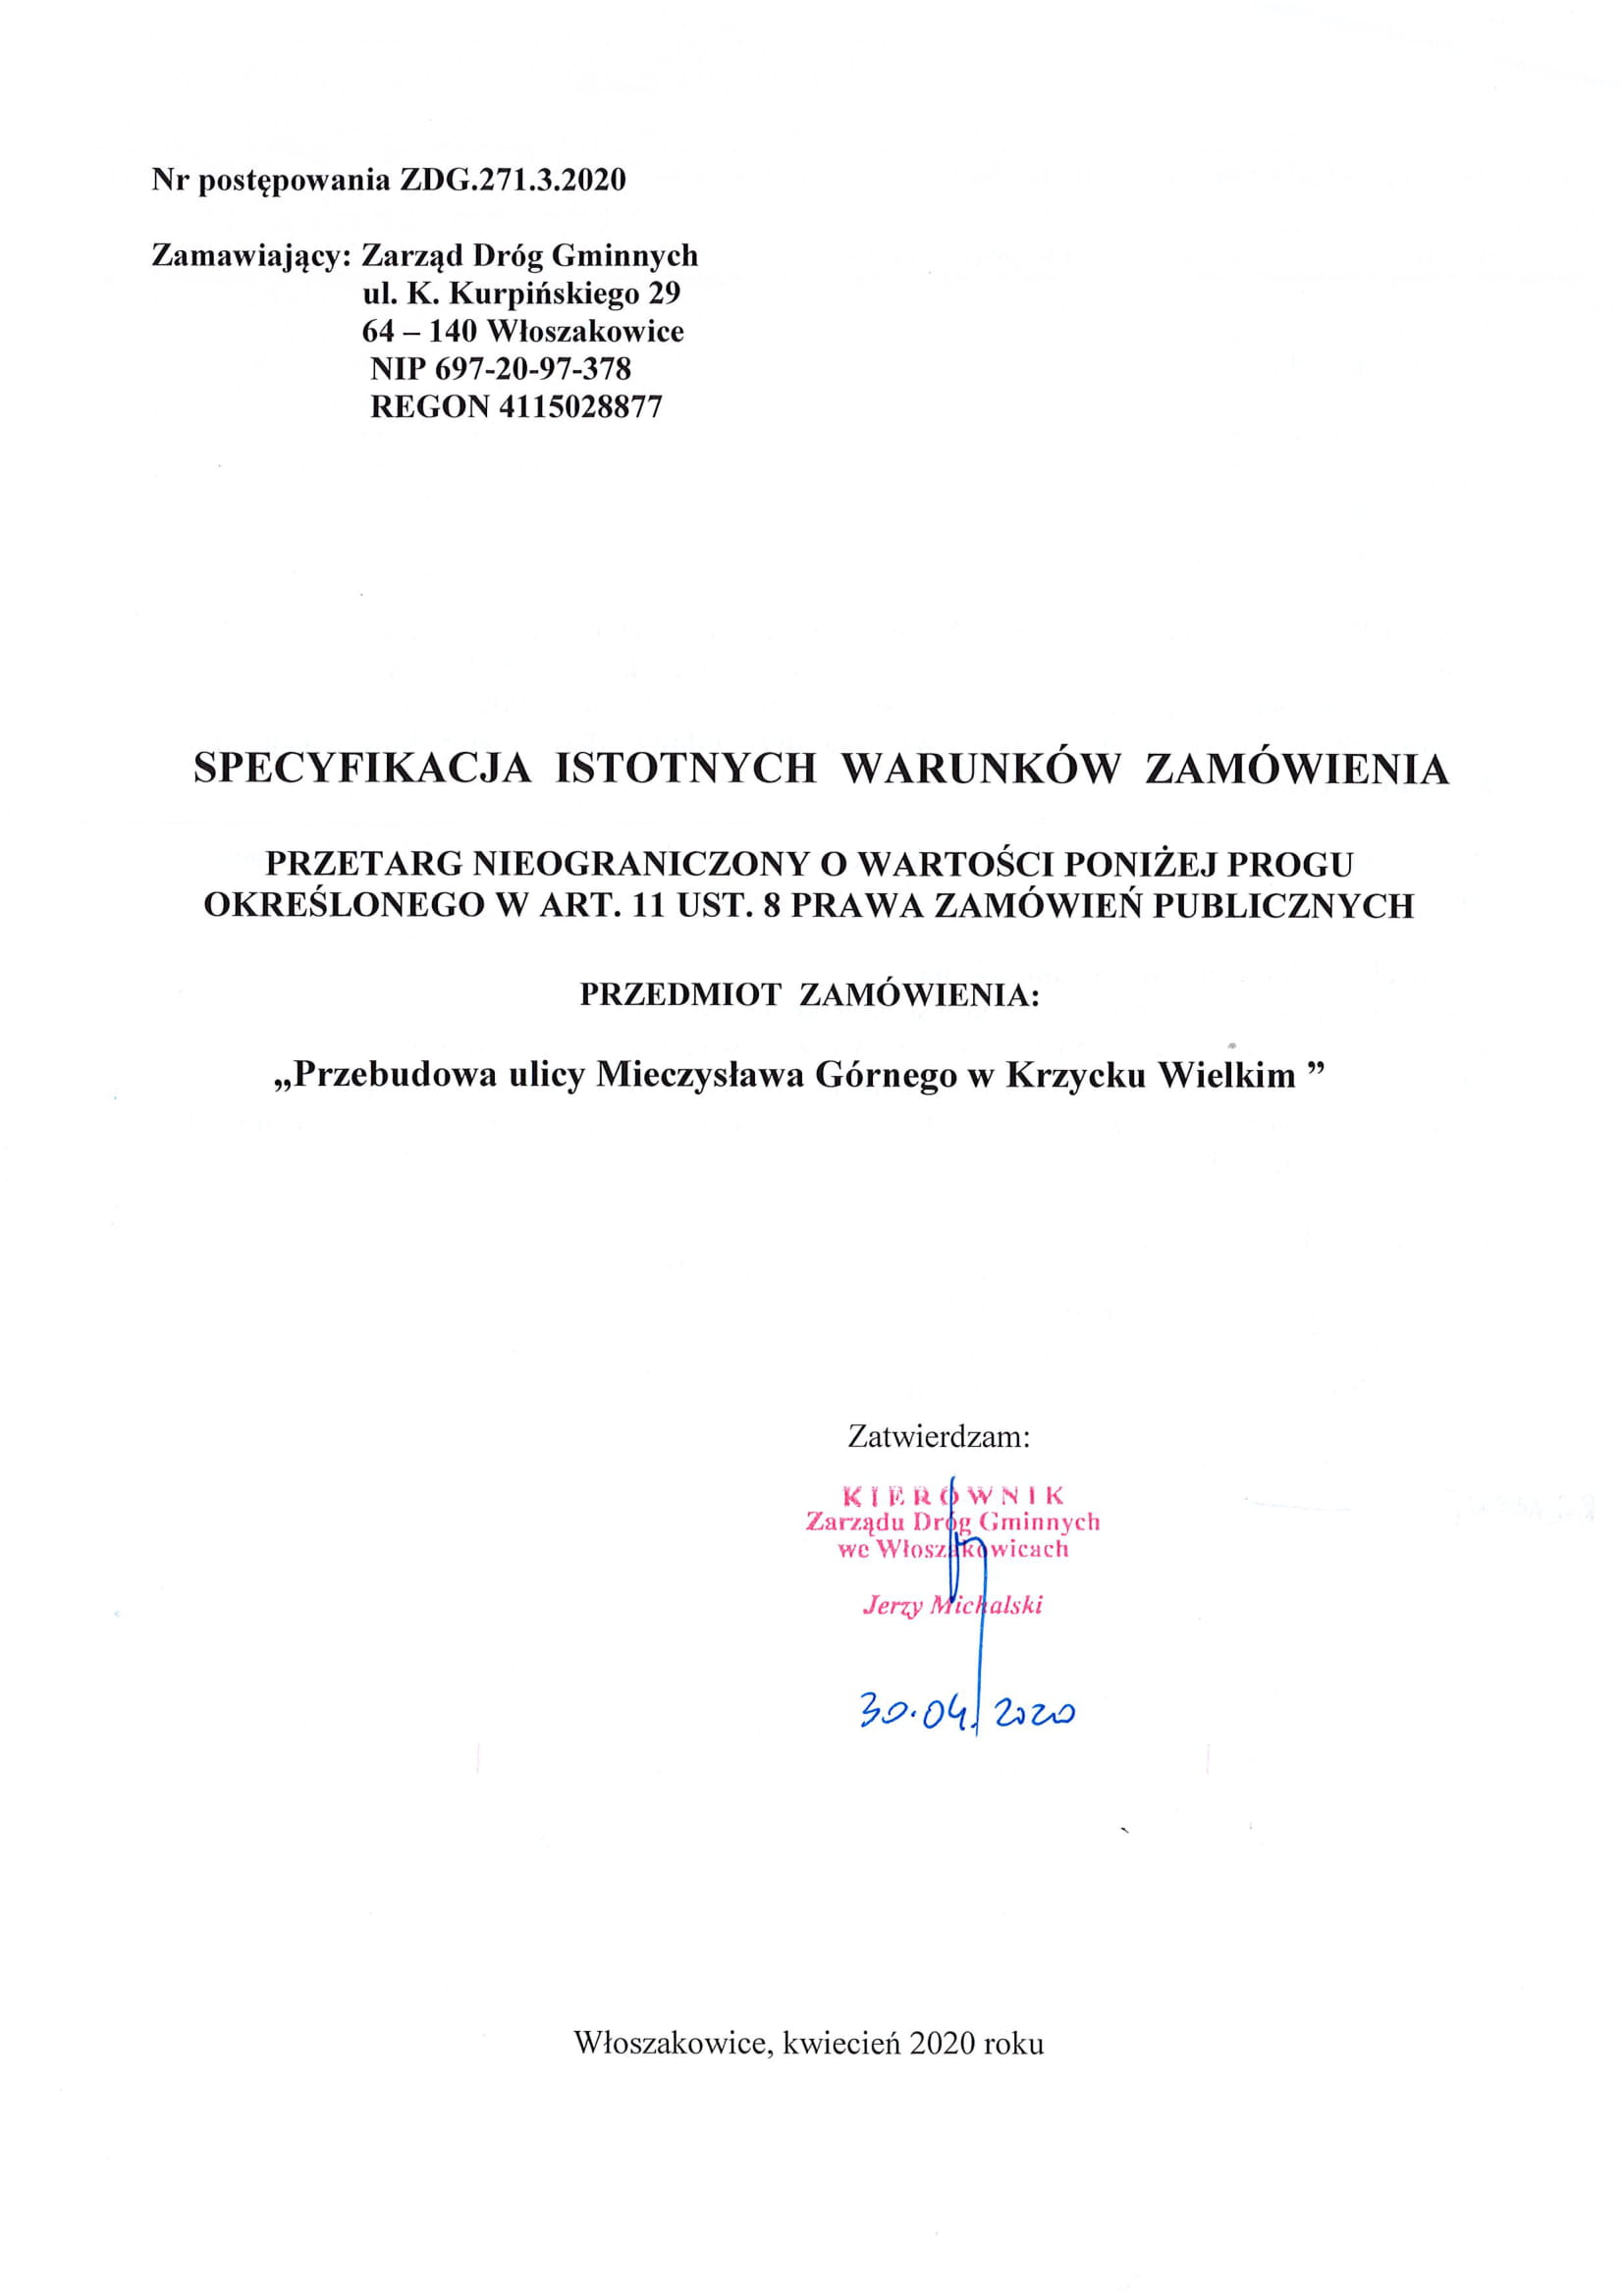 Nr postępowania ZDG.271.3.2020
Zamawiający: Zarząd Dróg Gminnych
ul. K. Kurpińskiego 29
64 – 140 Włoszakowice
NIP 697-20-97-378
REGON 4115028877
SPECYFIKACJA ISTOTNYCH WARUNKÓW ZAMÓWIENIA
PRZETARG NIEOGRANICZONY O WARTOŚCI PONIŻEJ PROGU
OKREŚLONEGO W ART. 11 UST. 8 PRAWA ZAMÓWIEŃ PUBLICZNYCH
PRZEDMIOT ZAMÓWIENIA:
„Przebudowa ulicy Mieczysława Górnego w Krzycku Wielkim ”
Zatwierdzam:
KIEROWNIK
Zarządu Dróg Gminnych
we Włoszakowicach
Jerzy Michalski
30.04.2020
Włoszakowice, kwiecień 2020 roku